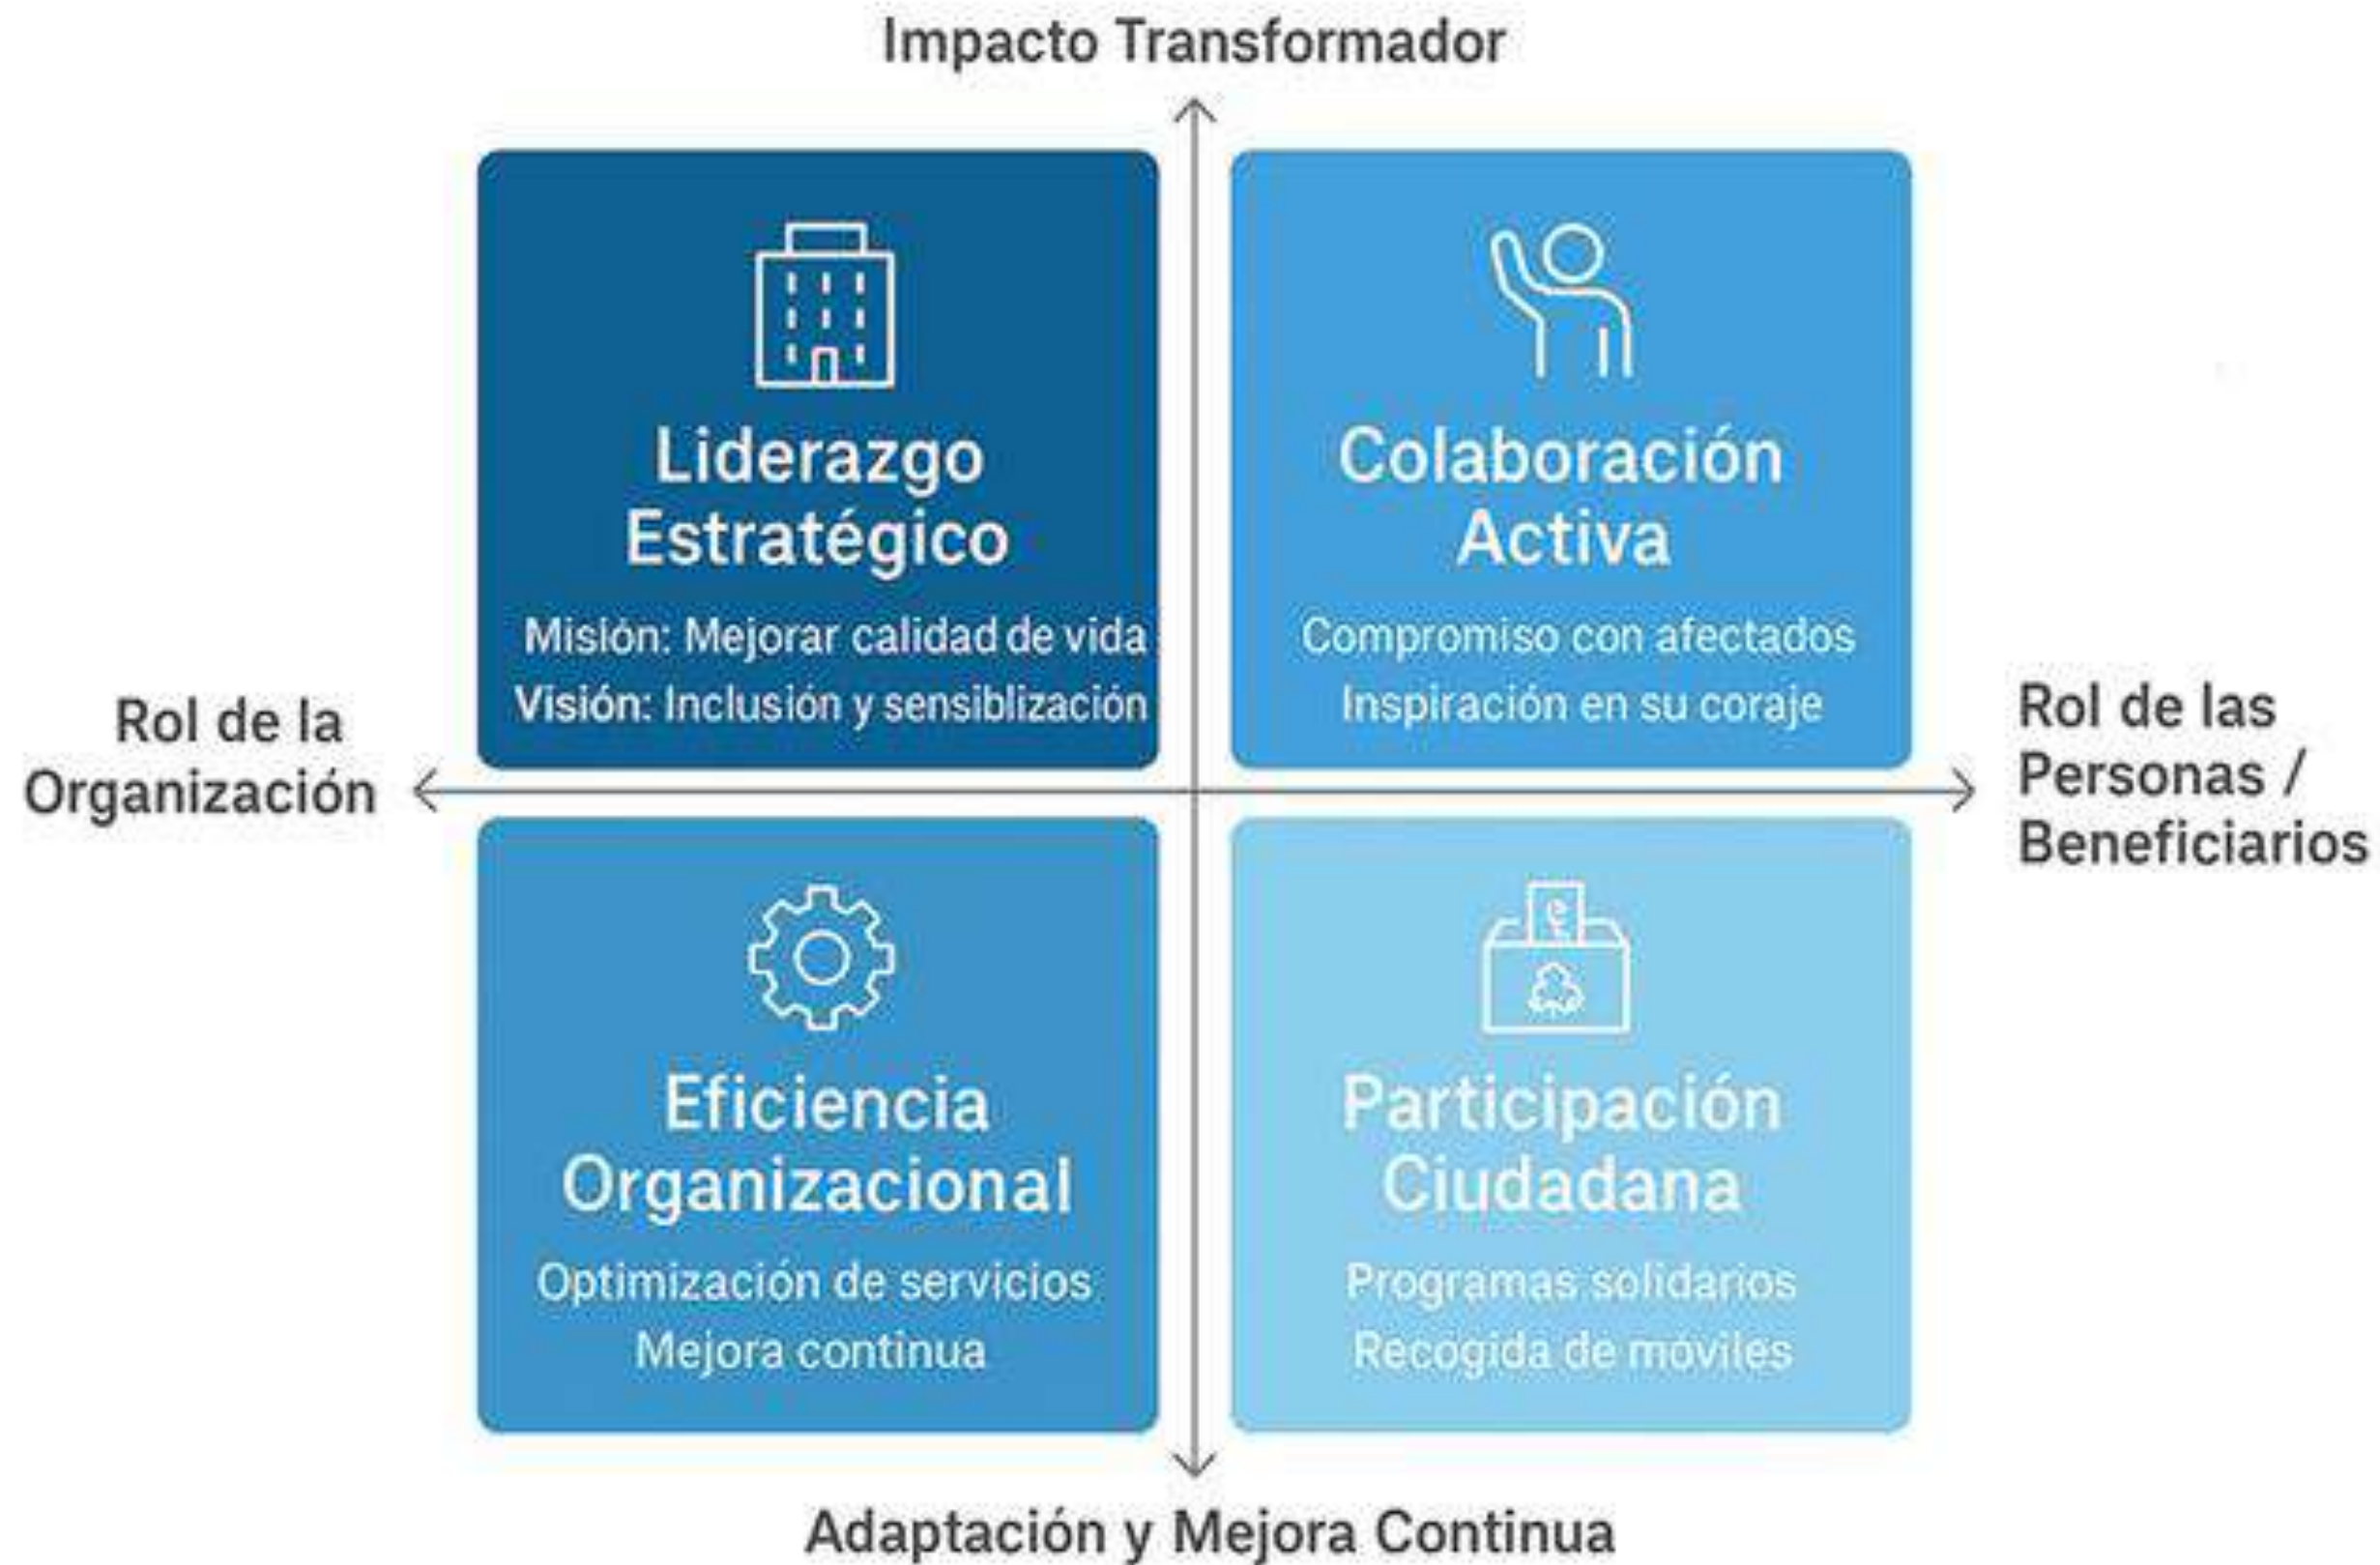 Impacto Transformador
Liderazgo
Estratégico
Misión: Mejorar calidad de vida
Visión: Inclusión y sensiblización
Colaboración
Activa
Compromiso con afectados
Inspiración en su coraje
Rol de la
Organización
Rol de las
Personas /
Beneficiarios
Eficiencia
Organizacional
Optimización de servicios
Mejora continua
Participación
Ciudadana
Programas solidarios
Recogida de moviles
Adaptación y Mejora Continua